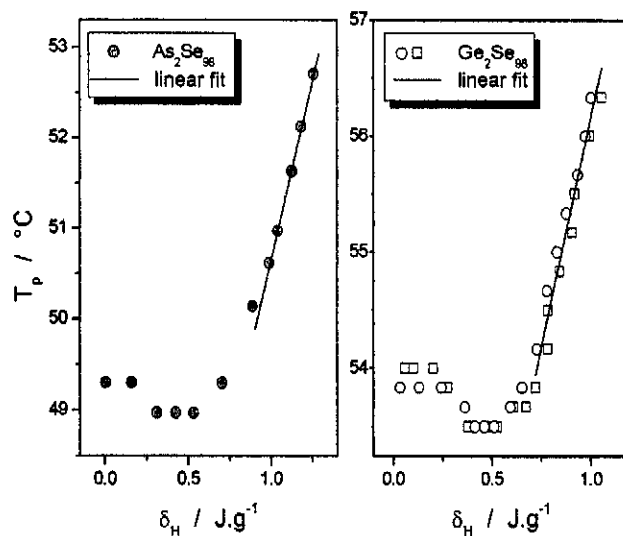 As₂Se₉₈
linear fit
53
52
51
50
49
T_p / °C
0.0
0.5
1.0
δ_H / J.g⁻¹
Ge₂Se₉₈
linear fit
57
56
55
54
0.0
0.5
1.0
δ_H / J.g⁻¹